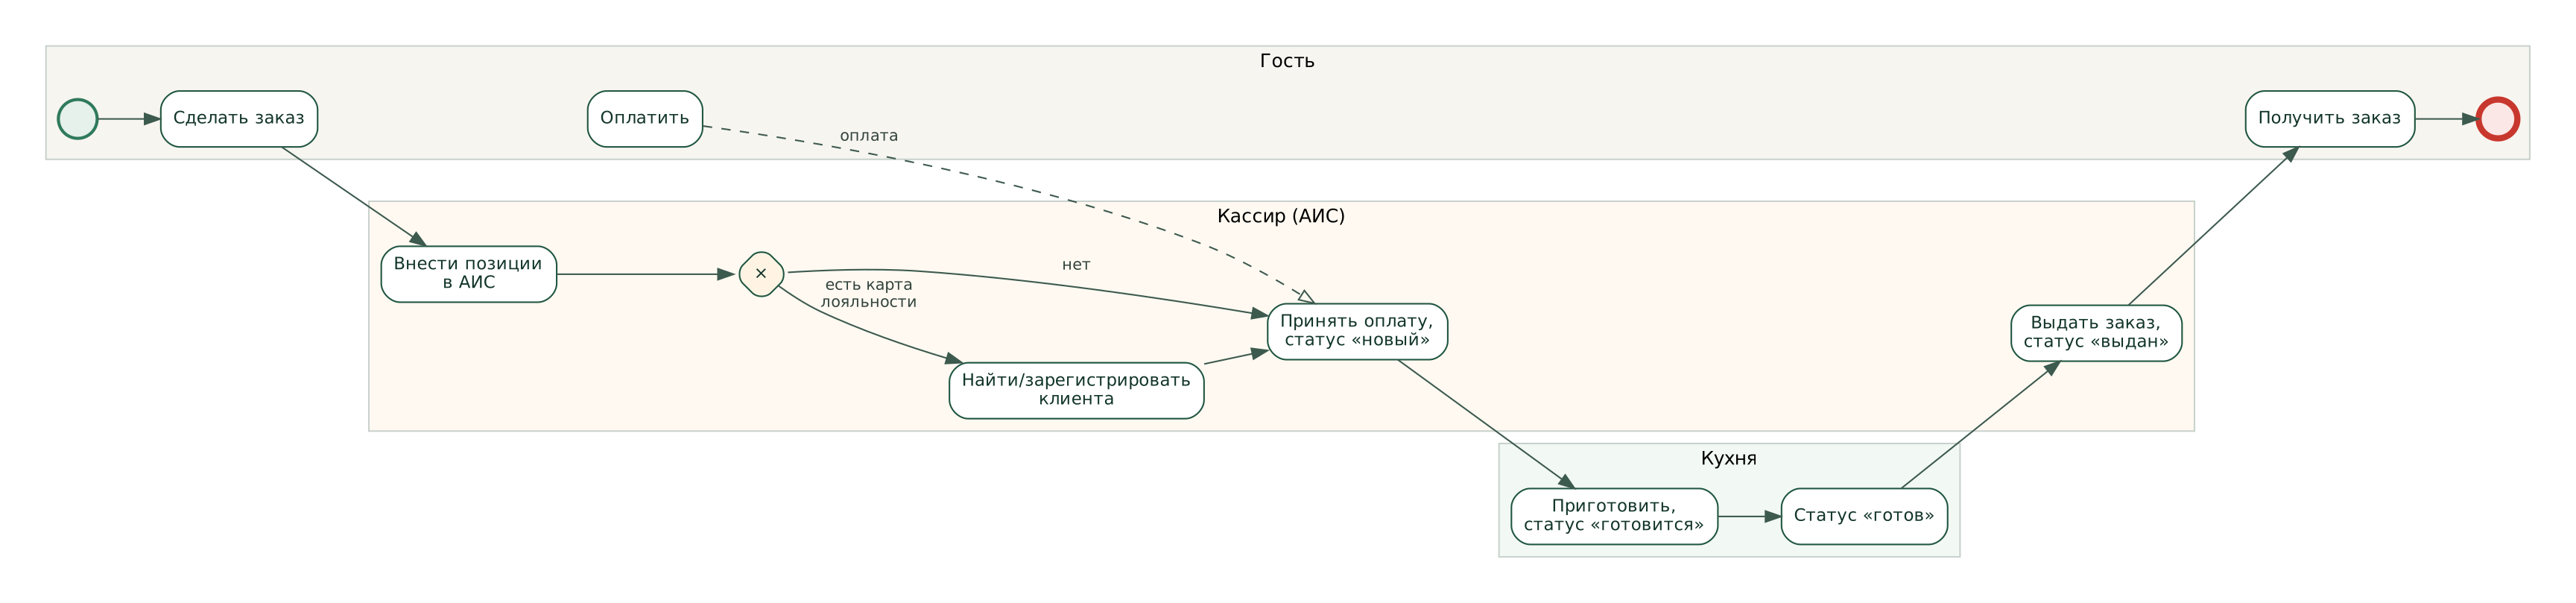 Гость
Сделать заказ
Оплатить
оплата
Получить заказ
Кассир (АИС)
Внести позиции
в АИС
×
нет
есть карта
лояльности
Найти/зарегистрировать
клиента
Принять оплату,
статус «новый»
Выдать заказ,
статус «выдан»
Кухня
Приготовить,
статус «готовится»
Статус «готов»